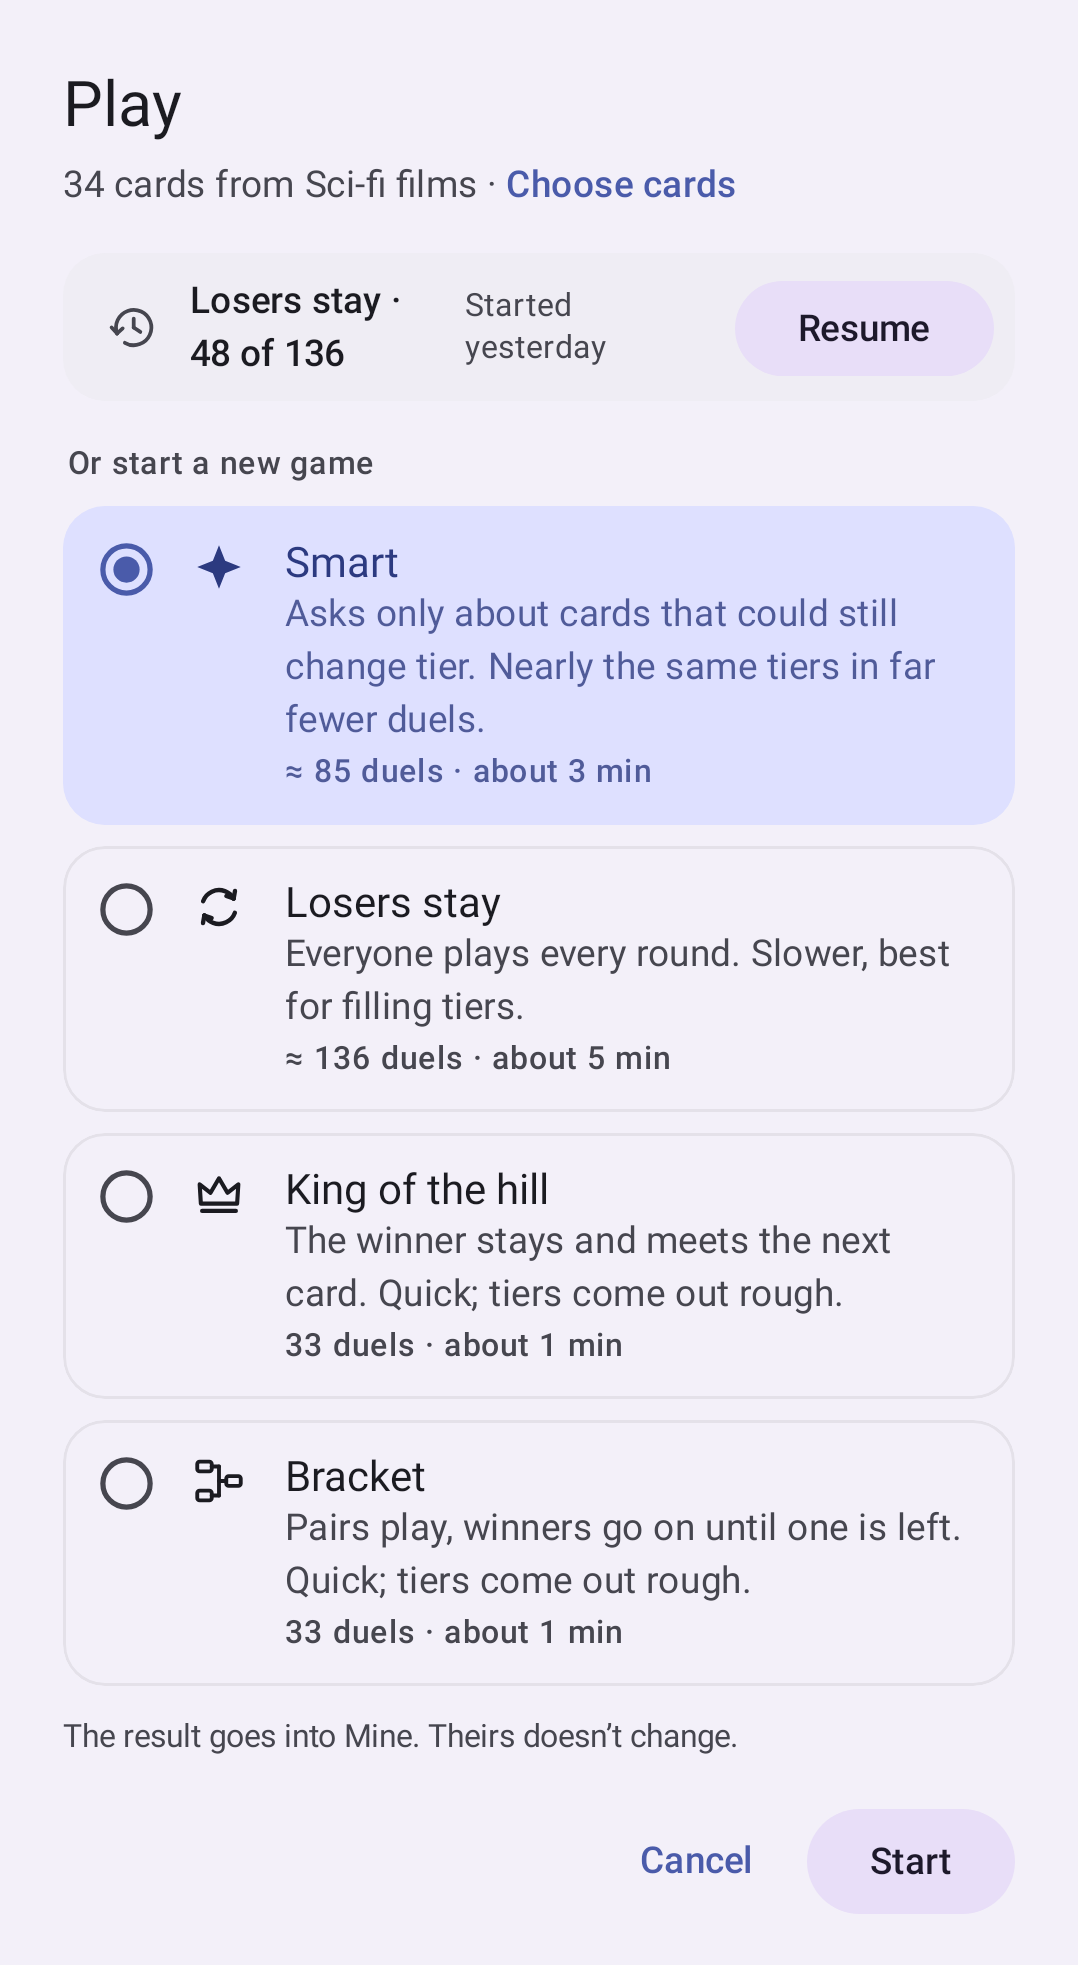 Play
34 cards from Sci-fi films · Choose cards
Losers stay ·
48 of 136
Started
yesterday
Resume
Or start a new game
Smart
Asks only about cards that could still
change tier. Nearly the same tiers in far
fewer duels.
≈ 85 duels · about 3 min
Losers stay
Everyone plays every round. Slower, best
for filling tiers.
≈ 136 duels · about 5 min
King of the hill
The winner stays and meets the next
card. Quick; tiers come out rough.
33 duels · about 1 min
Bracket
Pairs play, winners go on until one is left.
Quick; tiers come out rough.
33 duels · about 1 min
The result goes into Mine. Theirs doesn’t change.
Cancel
Start